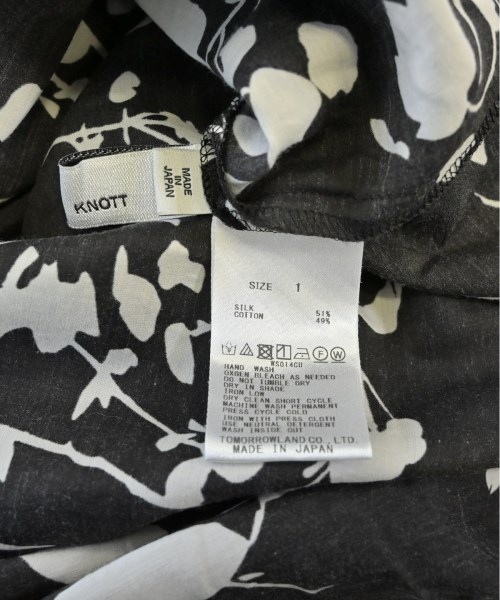 KNOTT
MADE
IN
JAPAN
SIZE 1
SILK 51%
COTTON 49%
WS014CU
HAND WASH
OXGEN BLEACH AS NEEDED
DO NOT TUMBLE DRY
DRY IN SHADE
IRON LOW
DRY CLEAN SHORT CYCLE
MACHINE WASH PERMANENT
PRESS CYCLE COLD
IRON WITH PRESS CLOTH
USE NEUTRAL DETERGENT
WASH INSIDE OUT
TOMORROWLAND CO., LTD.
MADE IN JAPAN